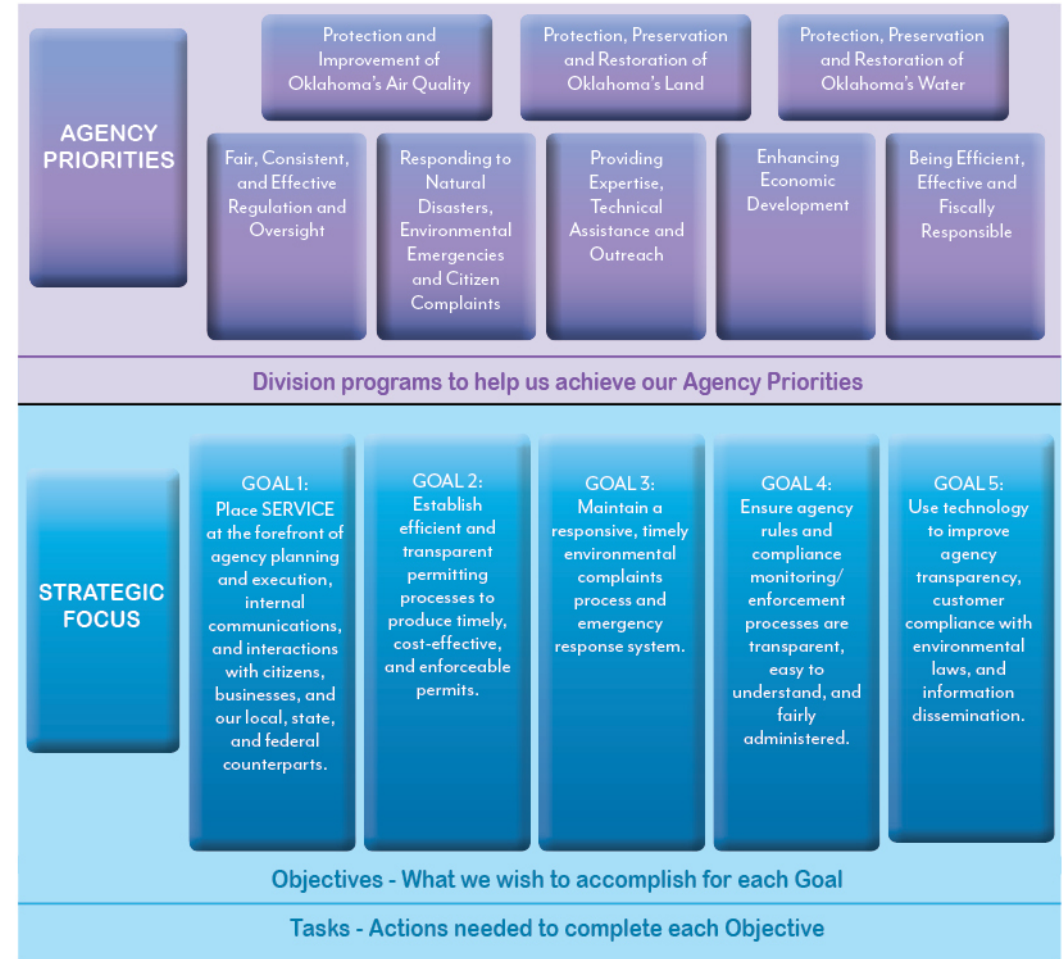 AGENCY
PRIORITIES
Protection and
Improvement of
Oklahoma's Air Quality
Protection, Preservation
and Restoration of
Oklahoma's Land
Protection, Preservation
and Restoration of
Oklahoma's Water
Fair, Consistent,
and Effective
Regulation and
Oversight
Responding to
Natural
Disasters,
Environmental
Emergencies
and Citizen
Complaints
Providing
Expertise,
Technical
Assistance and
Outreach
Enhancing
Economic
Development
Being Efficient,
Effective and
Fiscally
Responsible
Division programs to help us achieve our Agency Priorities
STRATEGIC
FOCUS
GOAL 1:
Place SERVICE
at the forefront of
agency planning
and execution,
internal
communications,
and interactions
with citizens,
businesses, and
our local, state,
and federal
counterparts.
GOAL 2:
Establish
efficient and
transparent
permitting
processes to
produce timely,
cost-effective,
and enforceable
permits.
GOAL 3:
Maintain a
responsive, timely
environmental
complaints
process and
emergency
response system.
GOAL 4:
Ensure agency
rules and
compliance
monitoring/
enforcement
processes are
transparent,
easy to
understand, and
fairly
administered.
GOAL 5:
Use technology
to improve
agency
transparency,
customer
compliance with
environmental
laws, and
information
dissemination.
Objectives - What we wish to accomplish for each Goal
Tasks - Actions needed to complete each Objective